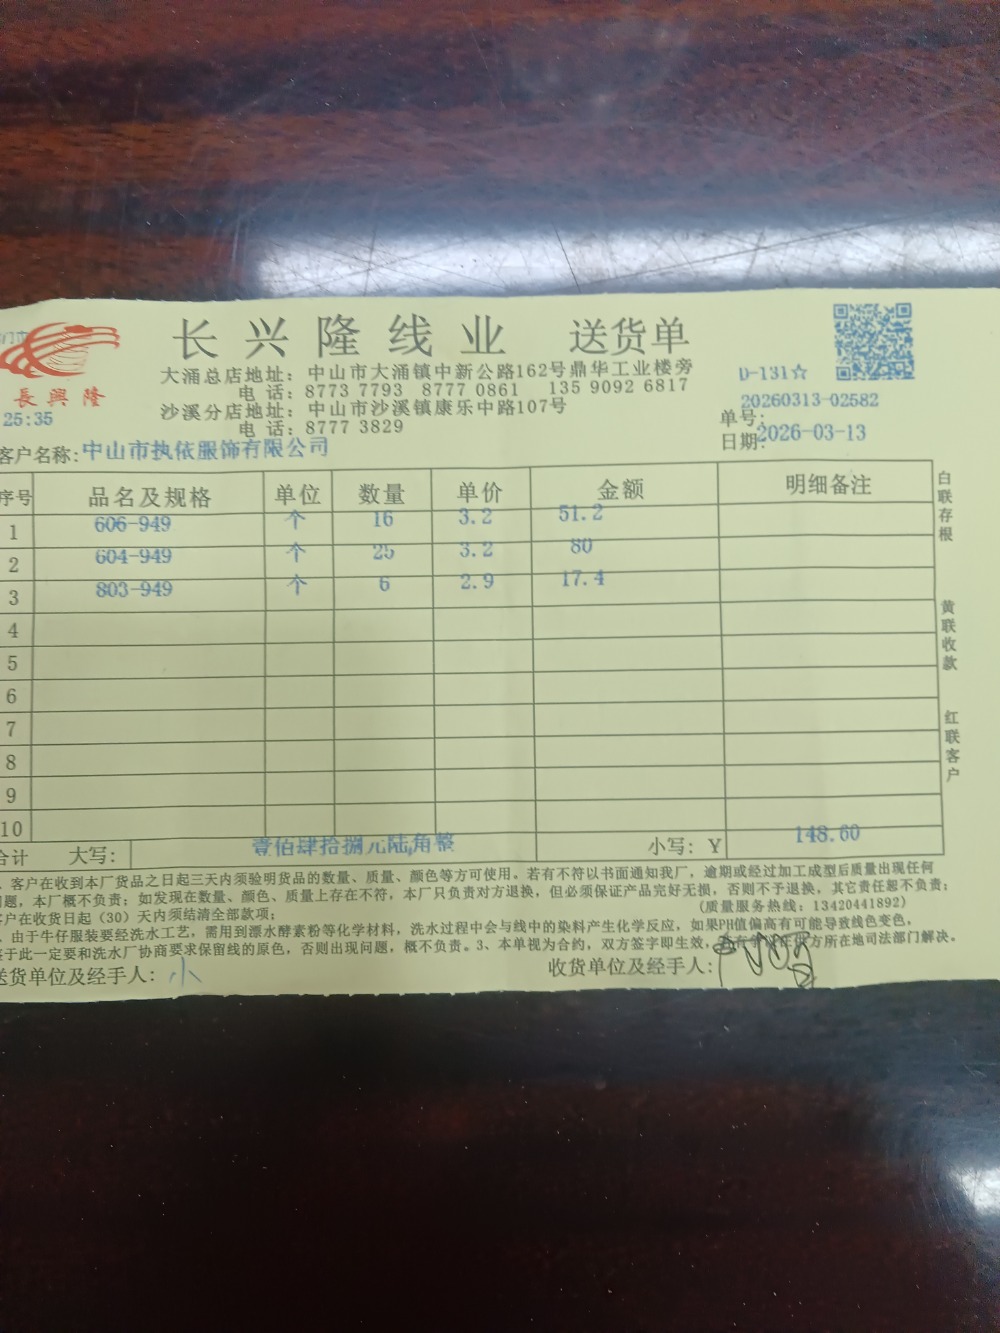 长兴隆线业 送货单
長興隆
大涌总店地址：中山市大涌镇中新公路162号鼎华工业楼旁
电 话：8773 7793 8777 0861 135 9092 6817
沙溪分店地址：中山市沙溪镇康乐中路107号
电 话：8777 3829
D-131☆
单号：20260313-02582
日期：2026-03-13
25:35
客户名称：中山市执依服饰有限公司
序号 品名及规格 单位 数量 单价 金额 明细备注
1 606-949 个 16 3.2 51.2
2 604-949 个 25 3.2 80
3 803-949 个 6 2.9 17.4
4
5
6
7
8
9
10
合计 大写：壹佰肆拾捌元陆角整 小写：Y 148.60
白联存根
黄联收款
红联客户
客户在收到本厂货品之日起三天内须验明货品的数量、质量、颜色等方可使用。若有不符以书面通知我厂，逾期或经过加工成型后质量出现任何
问题，本厂概不负责；如发现在数量、颜色、质量上存在不符，本厂只负责对方退换，但必须保证产品完好无损，否则不予退换，其它责任恕不负责；
客户在收货日起（30）天内须结清全部款项； (质量服务热线：13420441892)
由于牛仔服装要经洗水工艺，需用到漂水酵素粉等化学材料，洗水过程中会与线中的染料产生化学反应，如果PH值偏高有可能导致线色变色，
鉴于此一定要和洗水厂协商要求保留线的原色，否则出现问题，概不负责。3、本单视为合约，双方签字即生效，方所在地司法部门解决。
送货单位及经手人：小 收货单位及经手人：